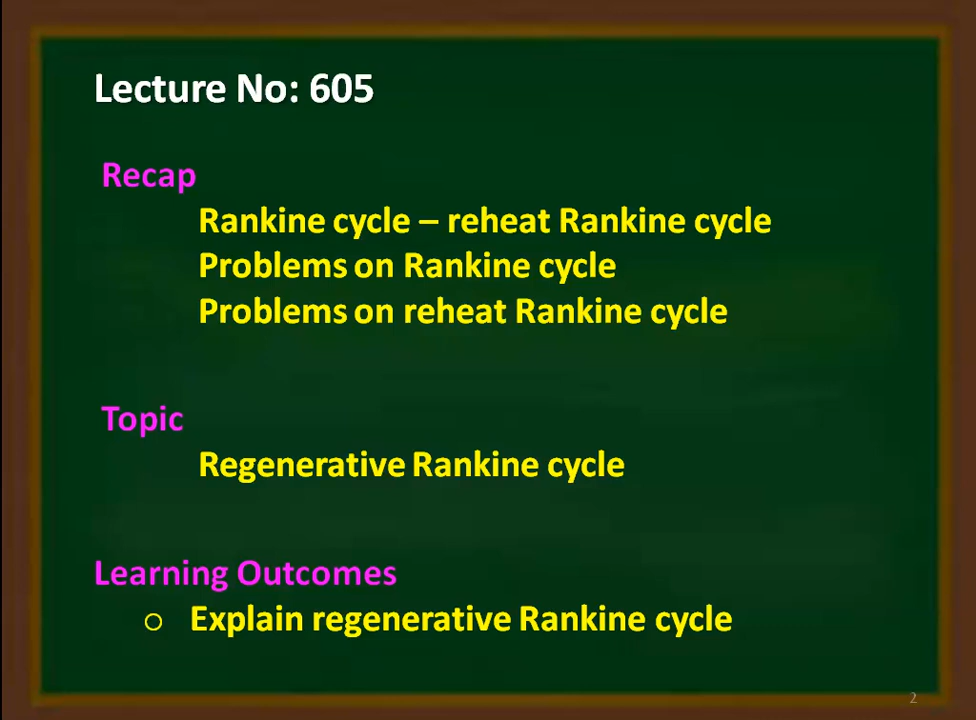 Lecture No: 605
Recap
Rankine cycle – reheat Rankine cycle
Problems on Rankine cycle
Problems on reheat Rankine cycle
Topic
Regenerative Rankine cycle
Learning Outcomes
○ Explain regenerative Rankine cycle
2